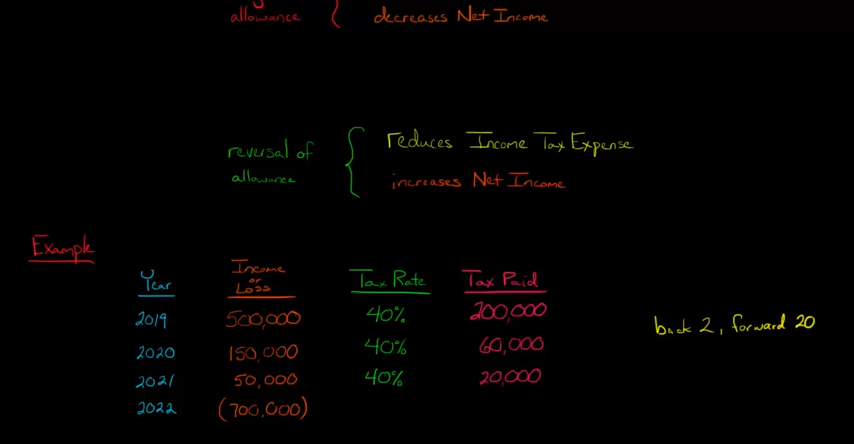 allowance decreases Net Income
reversal of allowance
reduces Income Tax Expense
increases Net Income
Example
Year Income or Loss Tax Rate Tax Paid
2019 500,000 40% 200,000
back 2, forward 20
2020 150,000 40% 60,000
2021 50,000 40% 20,000
2022 (700,000)